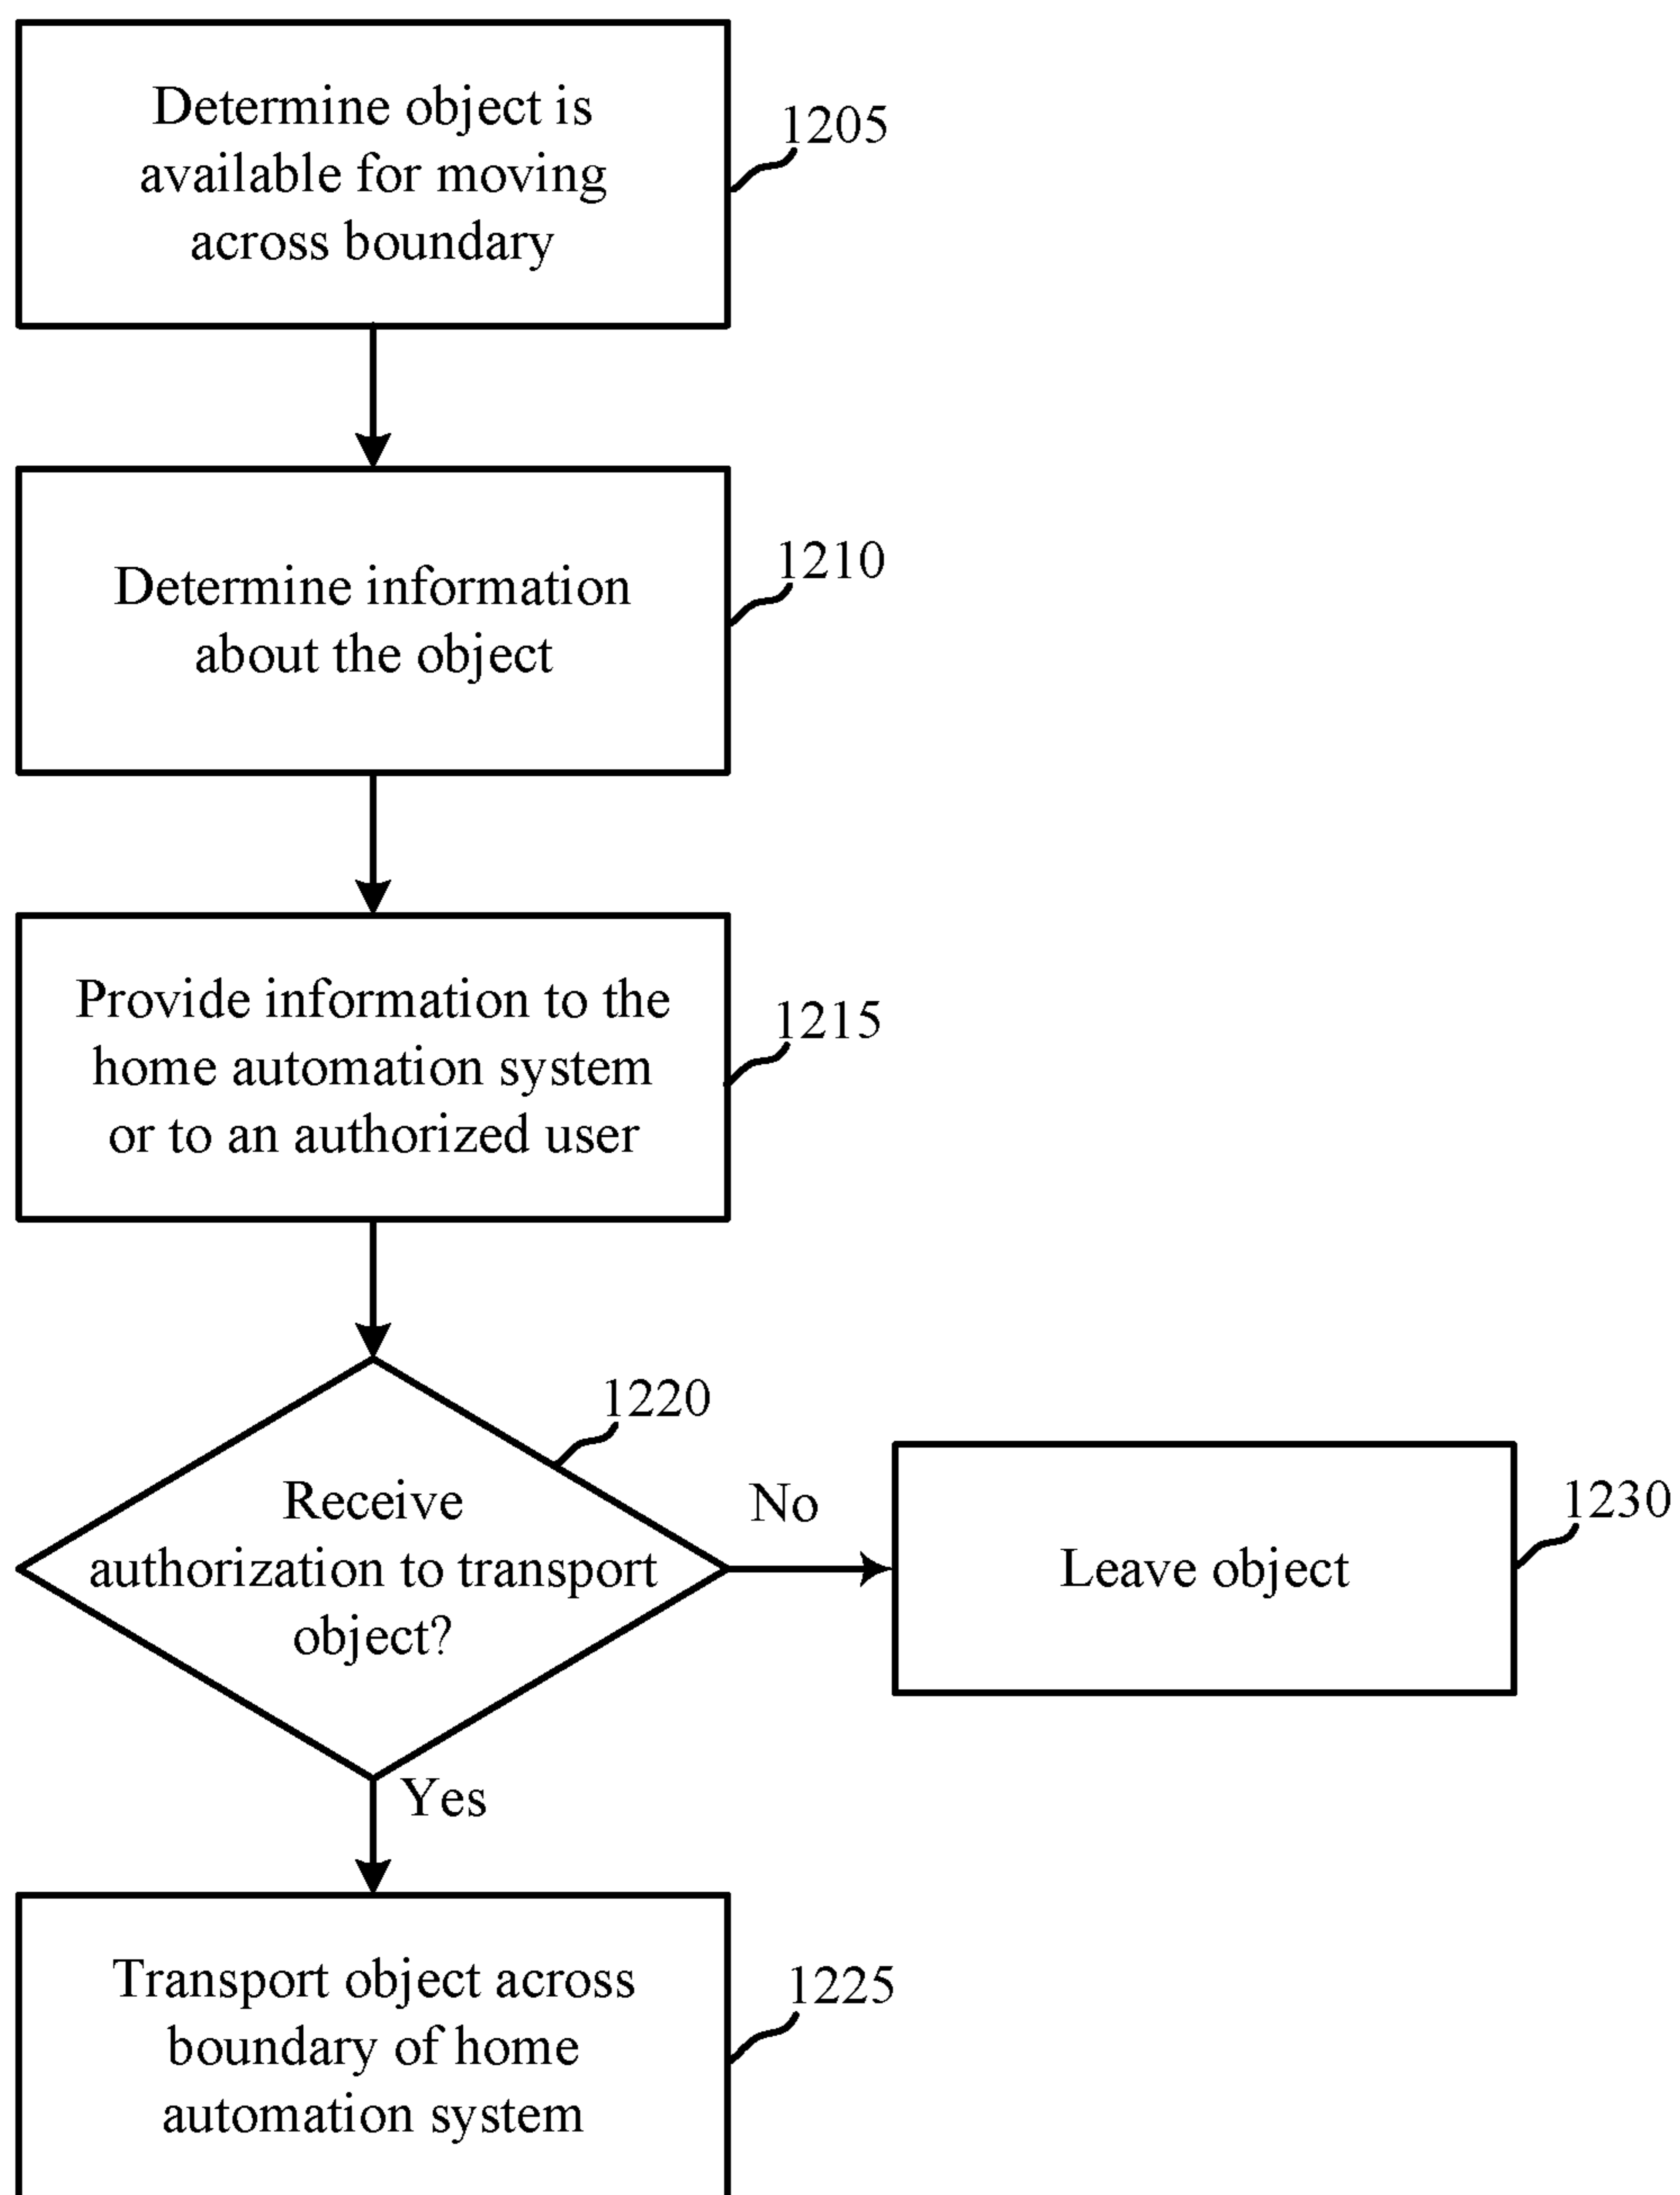 Determine object is
available for moving
across boundary
1205
Determine information
about the object
1210
Provide information to the
home automation system
or to an authorized user
1215
1220
Receive
authorization to transport
object?
No
Leave object
1230
Yes
Transport object across
boundary of home
automation system
1225